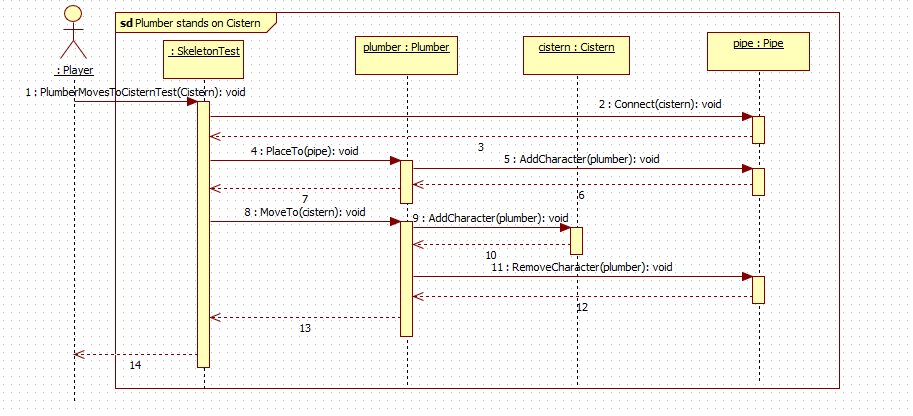 sd Plumber stands on Cistern
: Player
: SkeletonTest
plumber : Plumber
cistern : Cistern
pipe : Pipe
1 : PlumberMovesToCisternTest(Cistern): void
2 : Connect(cistern): void
3
4 : PlaceTo(pipe): void
5 : AddCharacter(plumber): void
6
7
8 : MoveTo(cistern): void
9 : AddCharacter(plumber): void
10
11 : RemoveCharacter(plumber): void
12
13
14